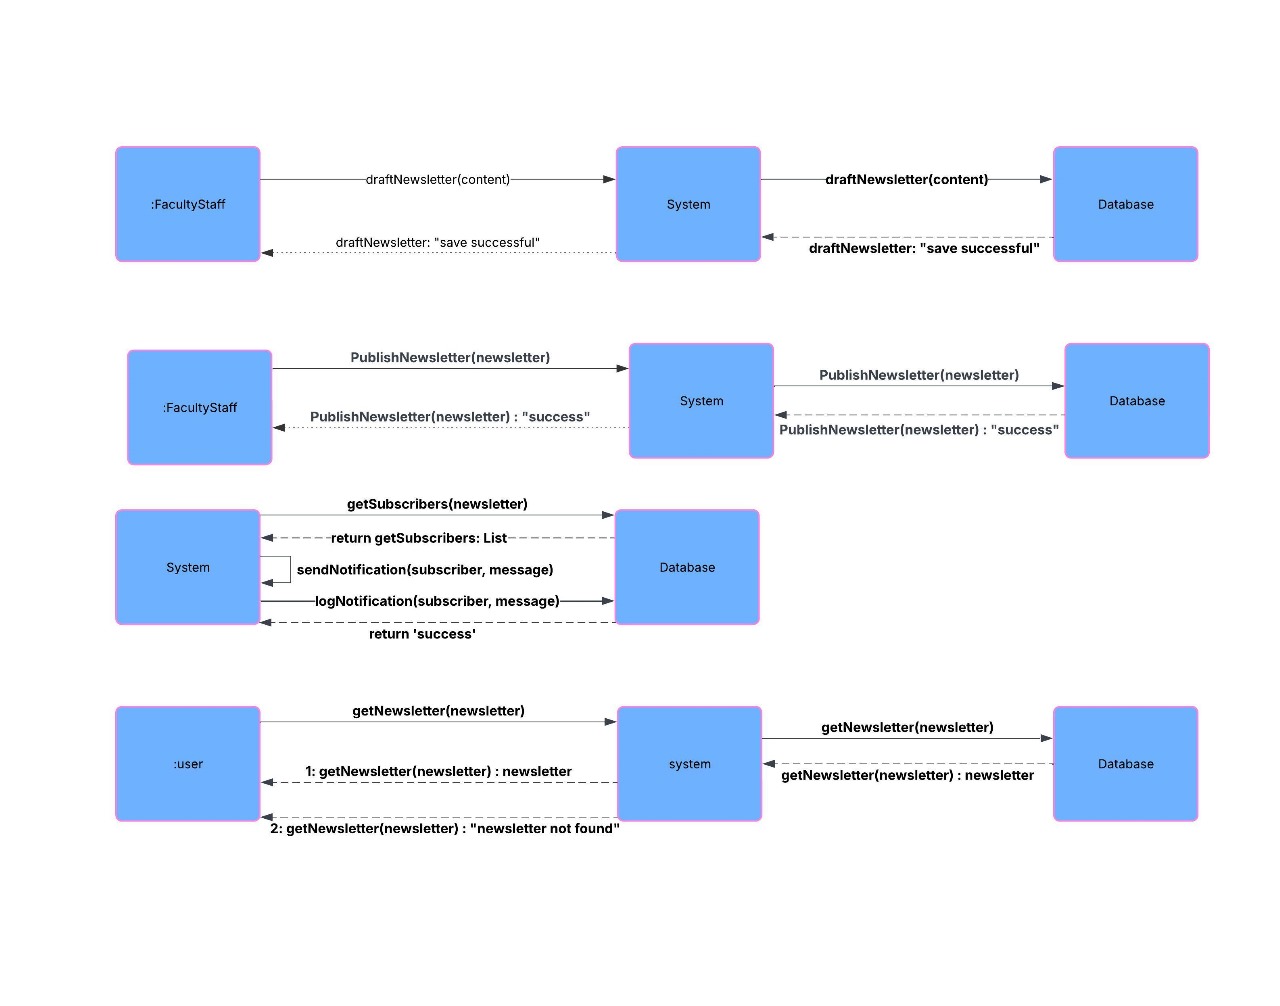 :FacultyStaff
draftNewsletter(content)
draftNewsletter: "save successful"
System
draftNewsletter(content)
draftNewsletter: "save successful"
Database
:FacultyStaff
PublishNewsletter(newsletter)
PublishNewsletter(newsletter) : "success"
System
PublishNewsletter(newsletter)
PublishNewsletter(newsletter) : "success"
Database
System
getSubscribers(newsletter)
return getSubscribers: List
sendNotification(subscriber, message)
logNotification(subscriber, message)
return 'success'
Database
:user
getNewsletter(newsletter)
1: getNewsletter(newsletter) : newsletter
2: getNewsletter(newsletter) : "newsletter not found"
system
getNewsletter(newsletter)
getNewsletter(newsletter) : newsletter
Database